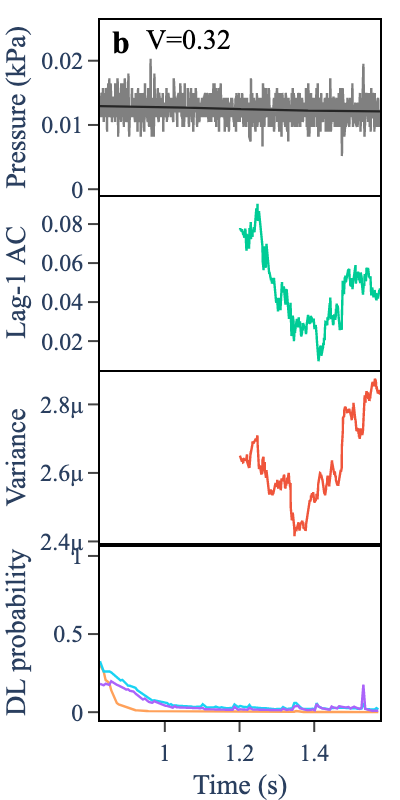 b V=0.32
Pressure (kPa)
0.02
0.01
0
Lag-1 AC
0.08
0.06
0.04
0.02
Variance
2.8μ
2.6μ
2.4μ
DL probability
1
0.5
0
1 1.2 1.4
Time (s)